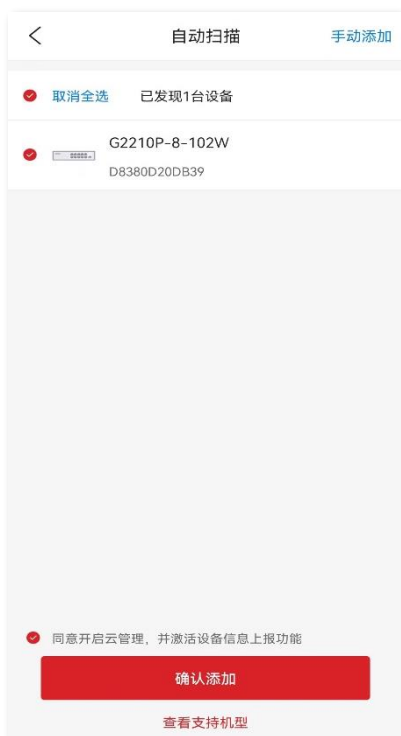 自动扫描 手动添加
取消全选 已发现1台设备
G2210P-8-102W
D8380D20DB39
同意开启云管理，并激活设备信息上报功能
确认添加
查看支持机型